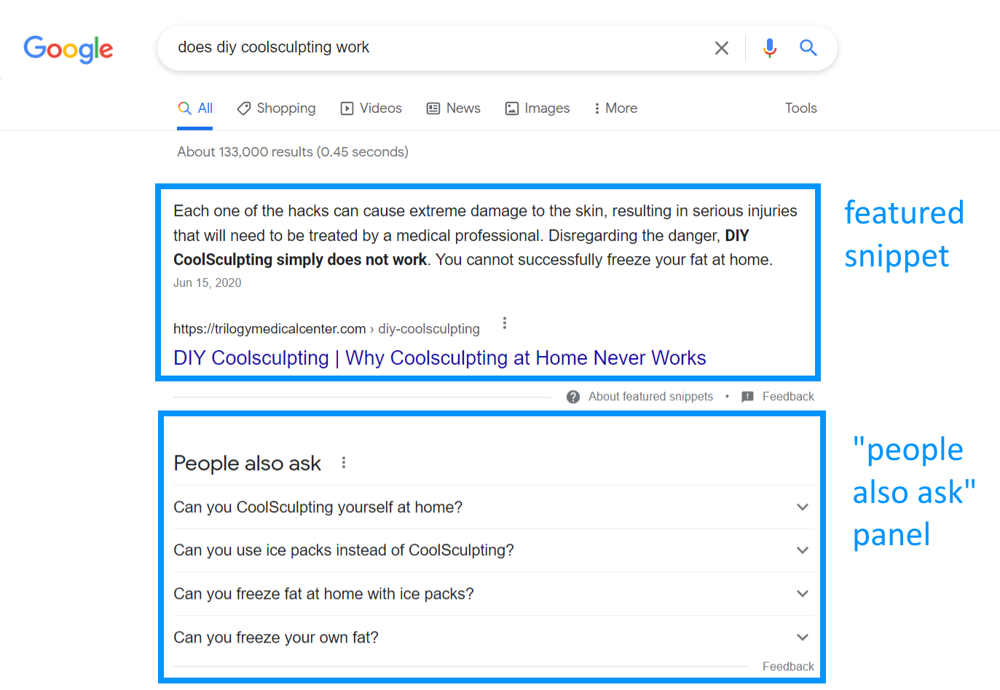 Google
does diy coolsculpting work
All Shopping Videos News Images More Tools
About 133,000 results (0.45 seconds)
Each one of the hacks can cause extreme damage to the skin, resulting in serious injuries
that will need to be treated by a medical professional. Disregarding the danger, DIY
CoolSculpting simply does not work. You cannot successfully freeze your fat at home.
Jun 15, 2020
https://trilogymedicalcenter.com › diy-coolsculpting
DIY Coolsculpting | Why Coolsculpting at Home Never Works
featured
snippet
About featured snippets • Feedback
People also ask
Can you CoolSculpting yourself at home?
Can you use ice packs instead of CoolSculpting?
Can you freeze fat at home with ice packs?
Can you freeze your own fat?
Feedback
"people
also ask"
panel